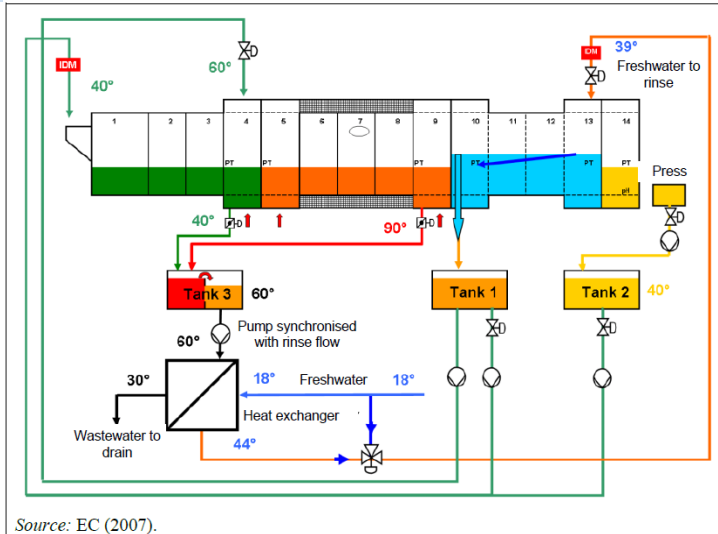 IDM
40°
60°
IDM
39°
Freshwater to
rinse
1
2
3
4
5
6
7
8
9
10
11
12
13
14
PT
PT
PT
PT
PT
PT
pH
Press
40°
90°
Tank 3
60°
Tank 1
Tank 2
40°
Pump synchronised
with rinse flow
60°
30°
18°
Freshwater
18°
Heat exchanger
Wastewater to
drain
44°
Source: EC (2007).